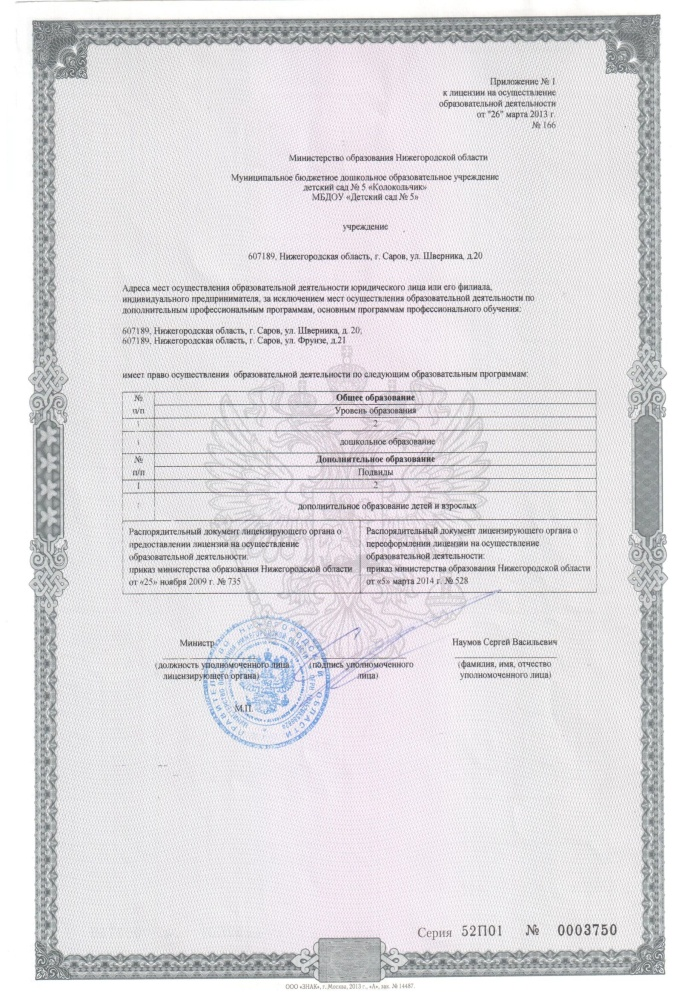 Приложение № 1
к лицензии на осуществление
образовательной деятельности
от "26" марта 2013 г.
№ 166
Министерство образования Нижегородской области
Муниципальное бюджетное дошкольное образовательное учреждение
детский сад № 5 «Колокольчик»
МБДОУ «Детский сад № 5»
учреждение
607189, Нижегородская область, г. Саров, ул. Шверника, д.20
Адреса мест осуществления образовательной деятельности юридического лица или его филиала,
индивидуального предпринимателя, за исключением мест осуществления образовательной деятельности по
дополнительным профессиональным программам, основным программам профессионального обучения:
607189, Нижегородская область, г. Саров, ул. Шверника, д. 20;
607189, Нижегородская область, г. Саров, ул. Фрунзе, д.21
имеет право осуществления образовательной деятельности по следующим образовательным программам:
№ Общее образование
п/п Уровень образования
1 2
1 дошкольное образование
№ Дополнительное образование
п/п Подвиды
1 2
1 дополнительное образование детей и взрослых
Распорядительный документ лицензирующего органа о
предоставлении лицензии на осуществление
образовательной деятельности:
приказ министерства образования Нижегородской области
от «25» ноября 2009 г. № 735
Распорядительный документ лицензирующего органа о
переоформлении лицензии на осуществление
образовательной деятельности:
приказ министерства образования Нижегородской области
от «5» марта 2014 г. № 528
Министр
Наумов Сергей Васильевич
(должность уполномоченного лица
лицензирующего органа)
(подпись уполномоченного
лица)
(фамилия, имя, отчество
уполномоченного лица)
М.П.
Серия 52П01 № 0003750
ООО «ЗНАК», г. Москва, 2013 г., «А», зак. № 14487.